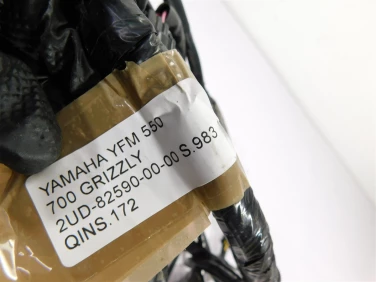 YAMAHA YFM 550
700 GRIZZLY
2UD-82590-00-00 S.983
QINS.172